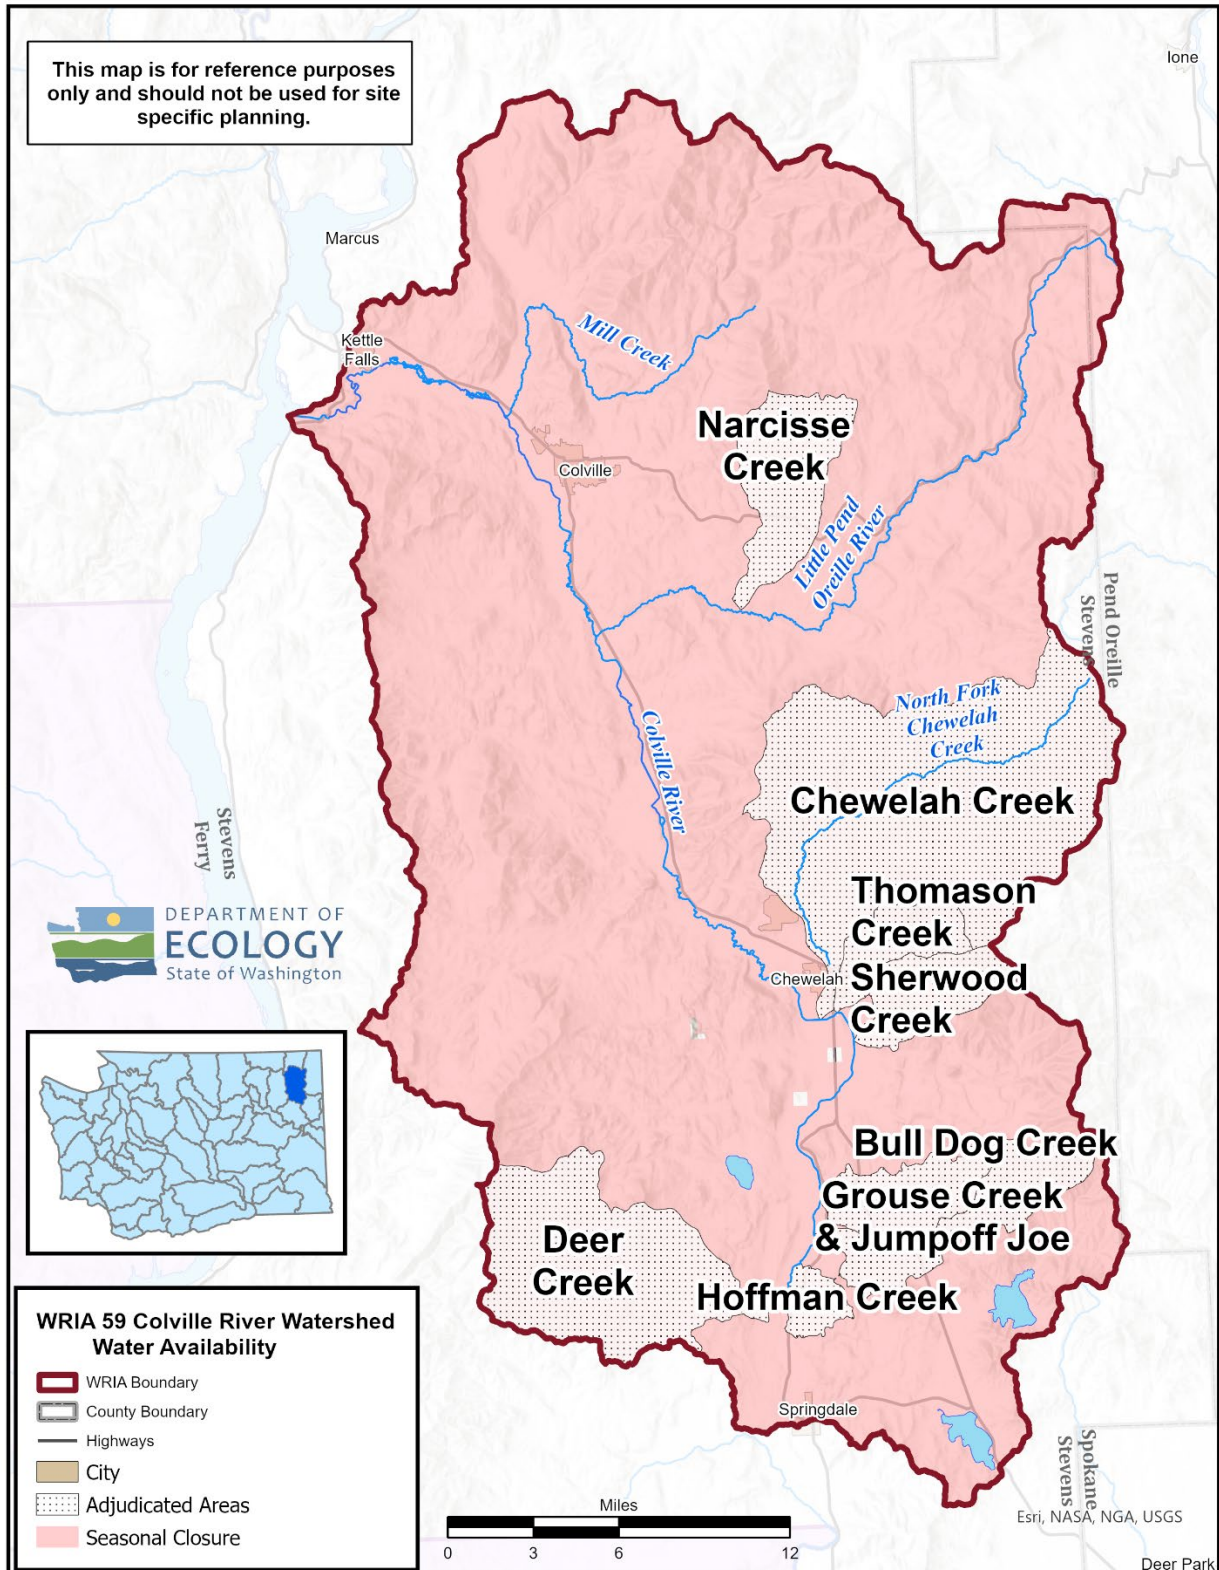 This map is for reference purposes
only and should not be used for site
specific planning.
Ione
Marcus
Kettle
Falls
Mill Creek
Narcisse
Creek
Colville
Little Pend
Oreille River
Pend Oreille
Stevens
North Fork
Chewelah
Creek
Colville River
Chewelah Creek
Stevens
Ferry
Thomason
Creek
DEPARTMENT OF
ECOLOGY
State of Washington
Chewelah
Sherwood
Creek
Bull Dog Creek
Grouse Creek
& Jumpoff Joe
Deer
Creek
Hoffman Creek
WRIA 59 Colville River Watershed
Water Availability
WRIA Boundary
County Boundary
Highways
City
Adjudicated Areas
Seasonal Closure
Springdale
Spokane
Stevens
Miles
0 3 6 12
Esri, NASA, NGA, USGS
Deer Park